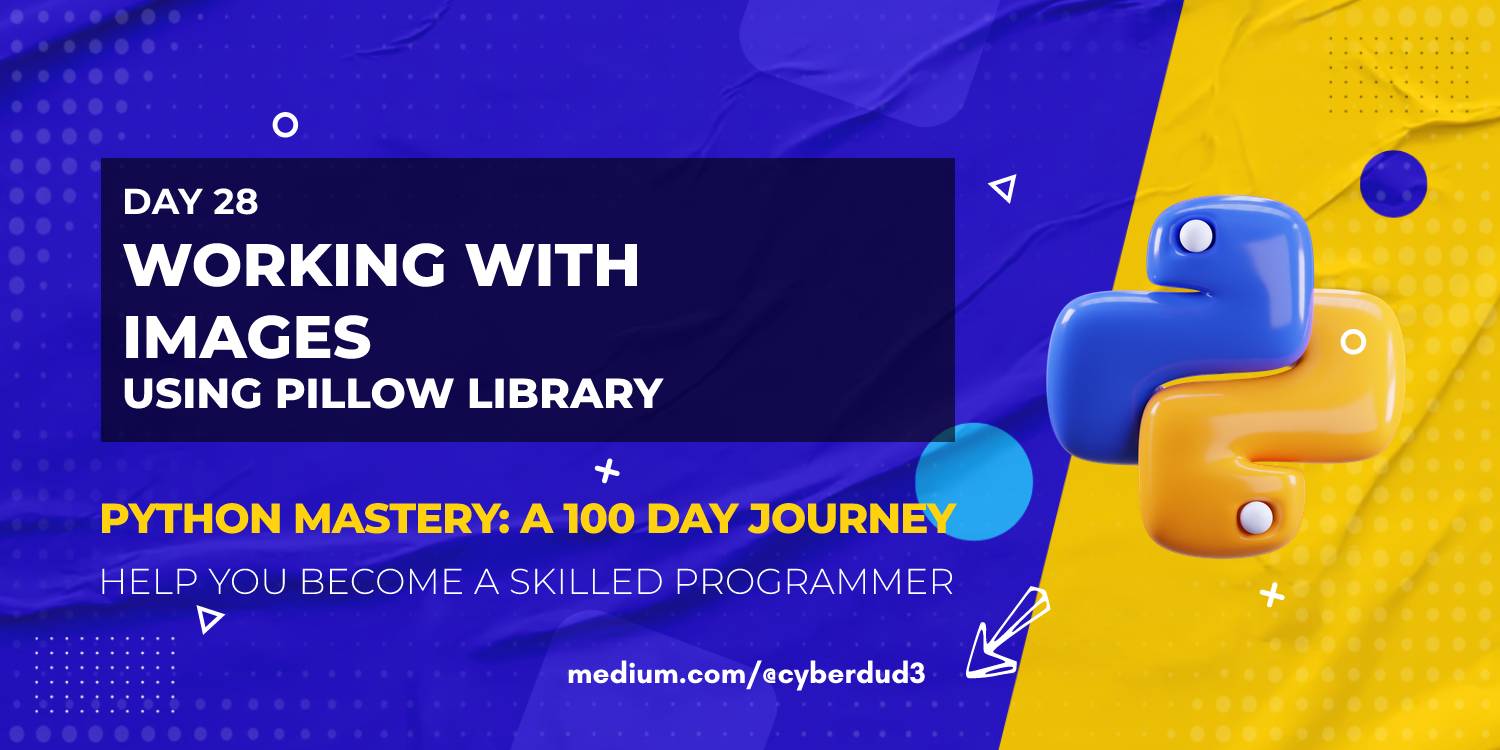 DAY 28
WORKING WITH
IMAGES
USING PILLOW LIBRARY
PYTHON MASTERY: A 100 DAY JOURNEY
HELP YOU BECOME A SKILLED PROGRAMMER
medium.com/@cyberdud3